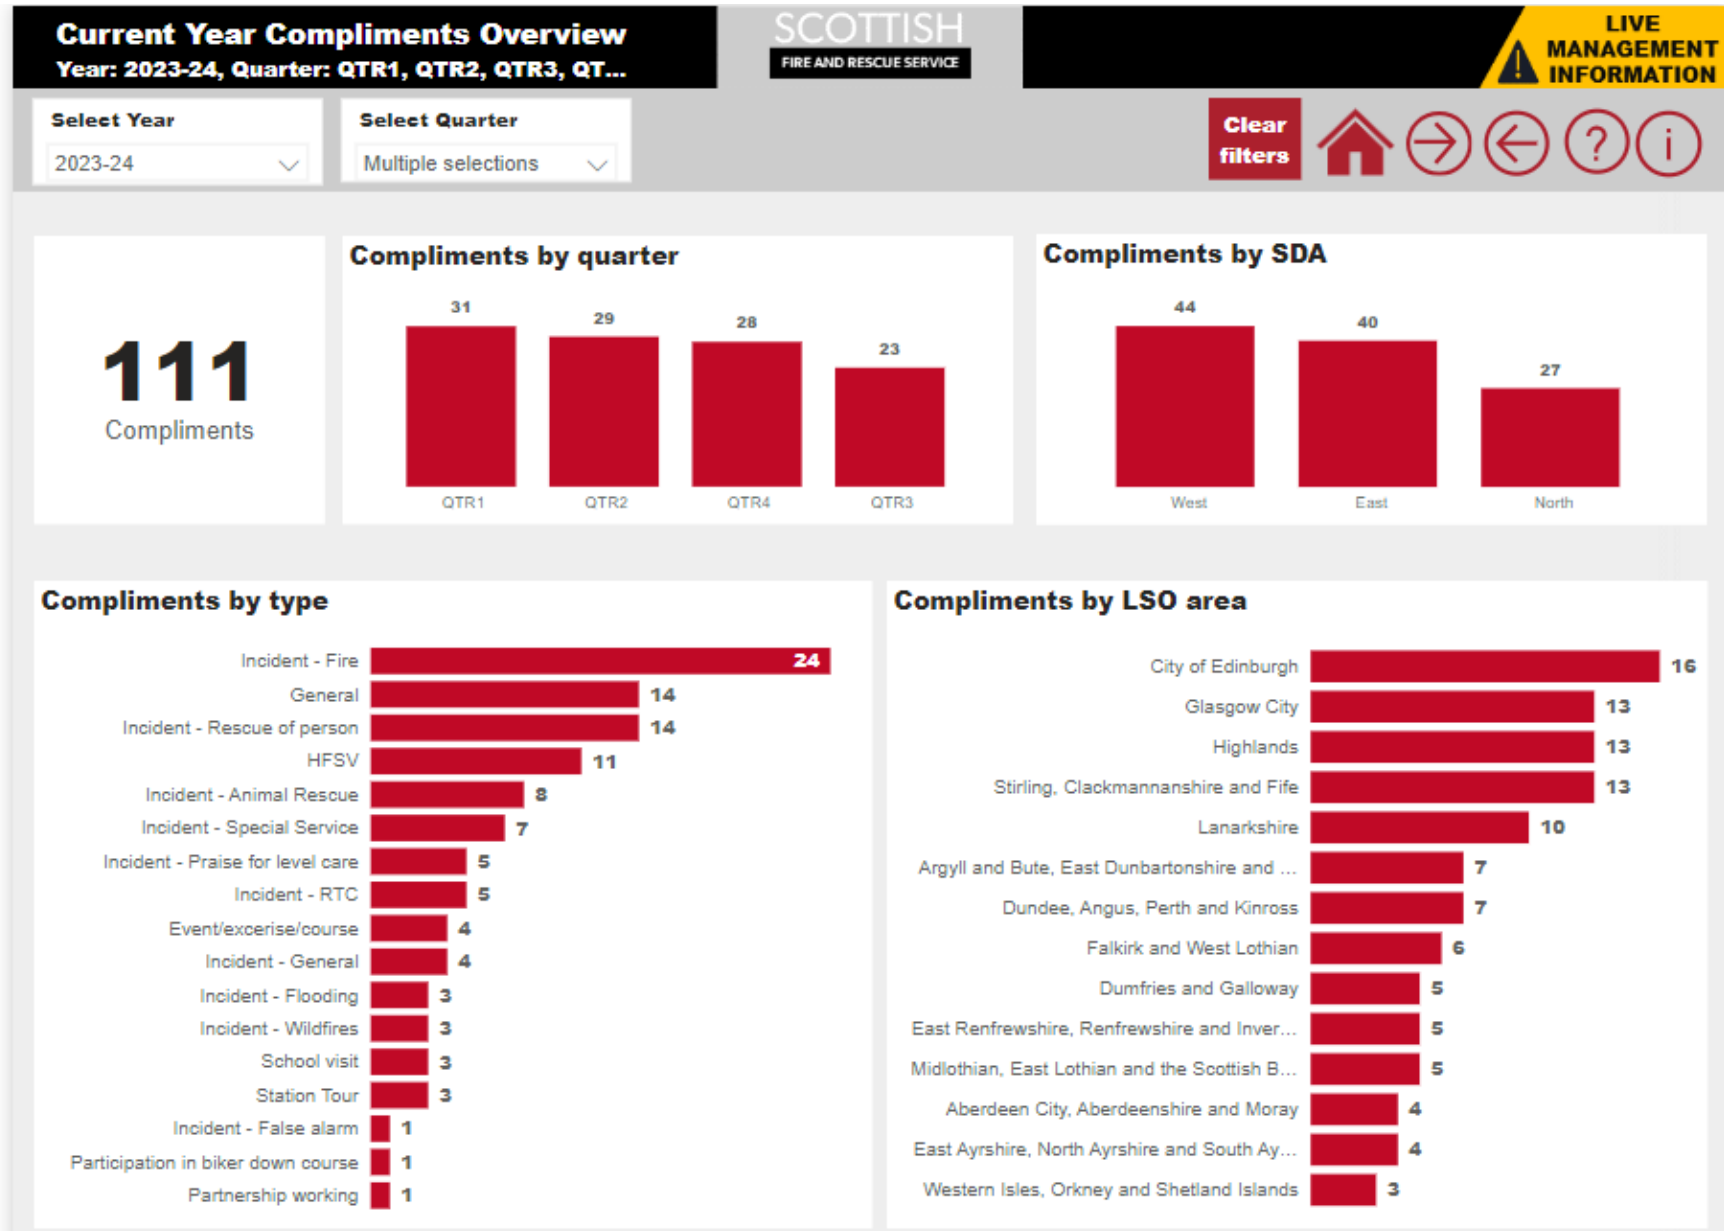 Current Year Compliments Overview
Year: 2023-24, Quarter: QTR1, QTR2, QTR3, QT...
SCOTTISH
FIRE AND RESCUE SERVICE
LIVE
MANAGEMENT
INFORMATION
Select Year
2023-24
Select Quarter
Multiple selections
Clear
filters
?
i
111
Compliments
Compliments by quarter
31
29
28
23
QTR1
QTR2
QTR4
QTR3
Compliments by SDA
44
40
27
West
East
North
Compliments by type
Incident - Fire 24
General 14
Incident - Rescue of person 14
HFSV 11
Incident - Animal Rescue 8
Incident - Special Service 7
Incident - Praise for level care 5
Incident - RTC 5
Event/excerise/course 4
Incident - General 4
Incident - Flooding 3
Incident - Wildfires 3
School visit 3
Station Tour 3
Incident - False alarm 1
Participation in biker down course 1
Partnership working 1
Compliments by LSO area
City of Edinburgh 16
Glasgow City 13
Highlands 13
Stirling, Clackmannanshire and Fife 13
Lanarkshire 10
Argyll and Bute, East Dunbartonshire and ... 7
Dundee, Angus, Perth and Kinross 7
Falkirk and West Lothian 6
Dumfries and Galloway 5
East Renfrewshire, Renfrewshire and Inver... 5
Midlothian, East Lothian and the Scottish B... 5
Aberdeen City, Aberdeenshire and Moray 4
East Ayrshire, North Ayrshire and South Ay... 4
Western Isles, Orkney and Shetland Islands 3